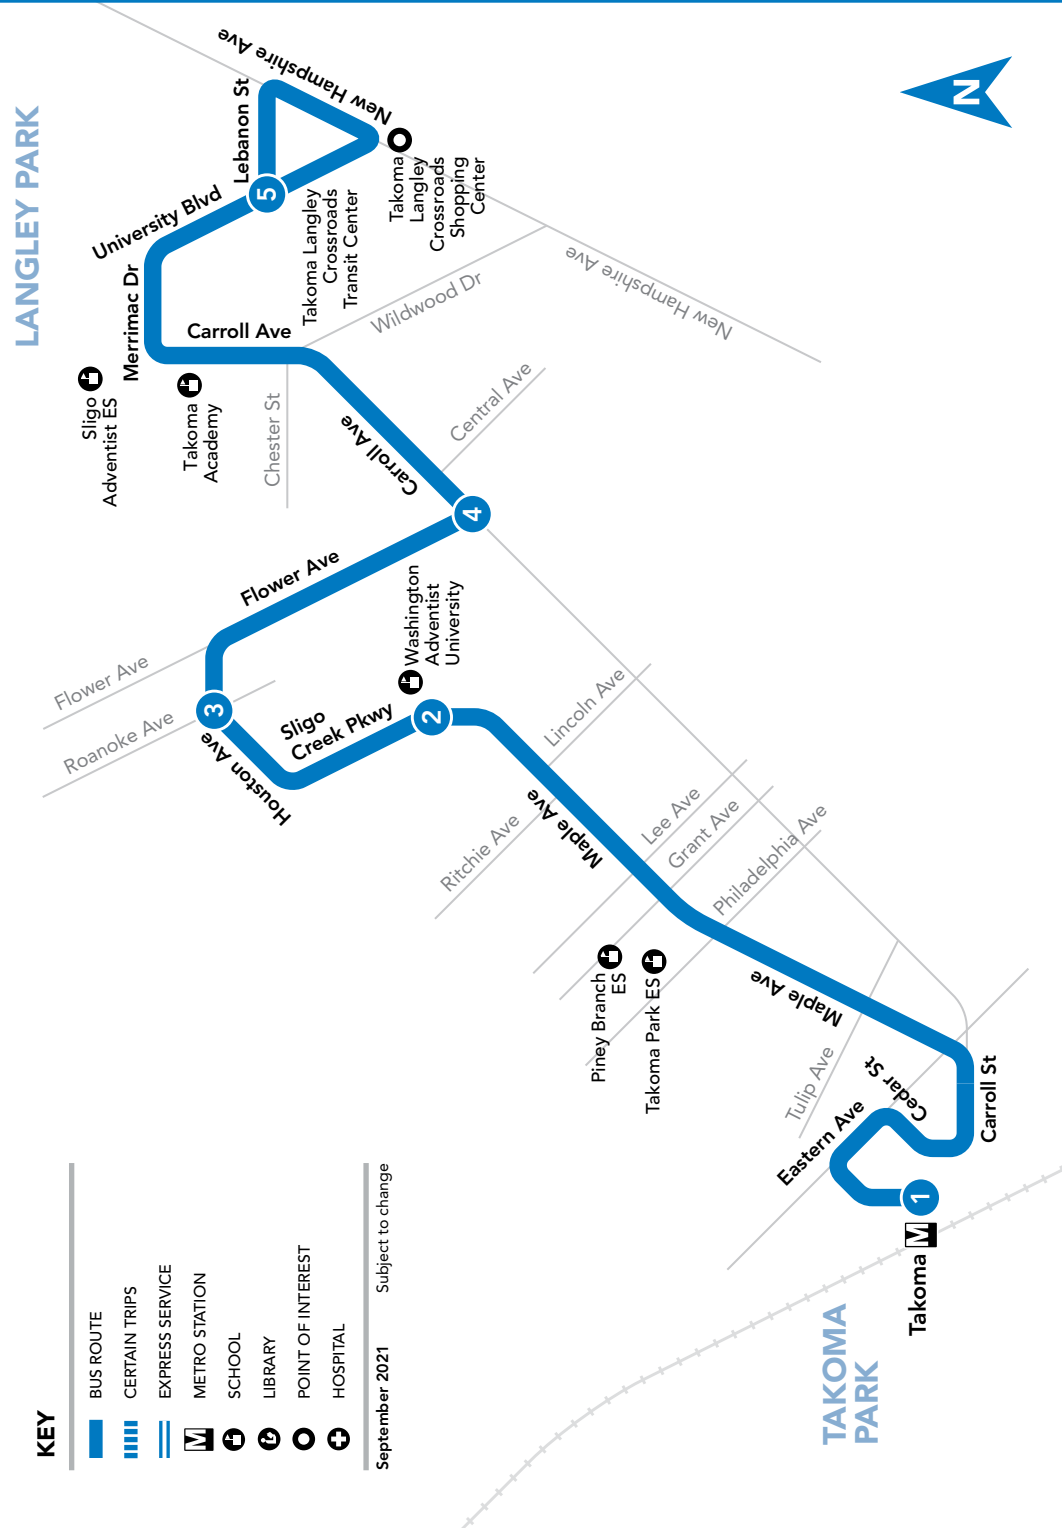 LANGLEY PARK
New Hampshire Ave
Lebanon St
University Blvd
5
Takoma
Langley
Crossroads
Shopping
Center
Takoma Langley
Crossroads
Transit Center
Merrimac Dr
Carroll Ave
Wildwood Dr
New Hampshire Ave
Sligo
Adventist ES
Takoma
Academy
Chester St
Carroll Ave
Central Ave
4
Flower Ave
Washington
Adventist
University
Flower Ave
Roanoke Ave
3
Houston Ave
Sligo
Creek Pkwy
2
Lincoln Ave
Ritchie Ave
Maple Ave
Lee Ave
Grant Ave
Philadelphia Ave
Piney Branch
ES
Takoma Park ES
Maple Ave
Tulip Ave
Cedar St
Eastern Ave
Carroll St
1
M
Takoma
TAKOMA
PARK
N
KEY
BUS ROUTE
CERTAIN TRIPS
EXPRESS SERVICE
M METRO STATION
SCHOOL
LIBRARY
POINT OF INTEREST
HOSPITAL
September 2021 Subject to change